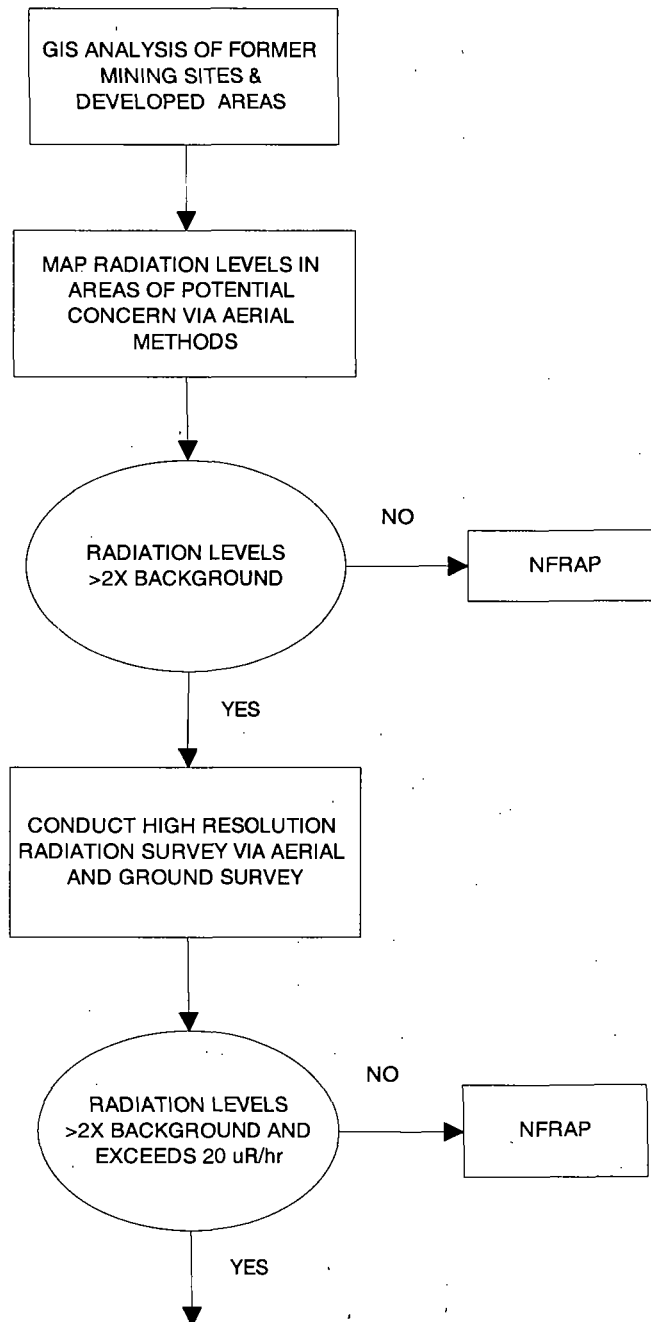 GIS ANALYSIS OF FORMER
MINING SITES &
DEVELOPED AREAS
MAP RADIATION LEVELS IN
AREAS OF POTENTIAL
CONCERN VIA AERIAL
METHODS
RADIATION LEVELS
>2X BACKGROUND
NO
NFRAP
YES
CONDUCT HIGH RESOLUTION
RADIATION SURVEY VIA AERIAL
AND GROUND SURVEY
RADIATION LEVELS
>2X BACKGROUND AND
EXCEEDS 20 uR/hr
NO
NFRAP
YES